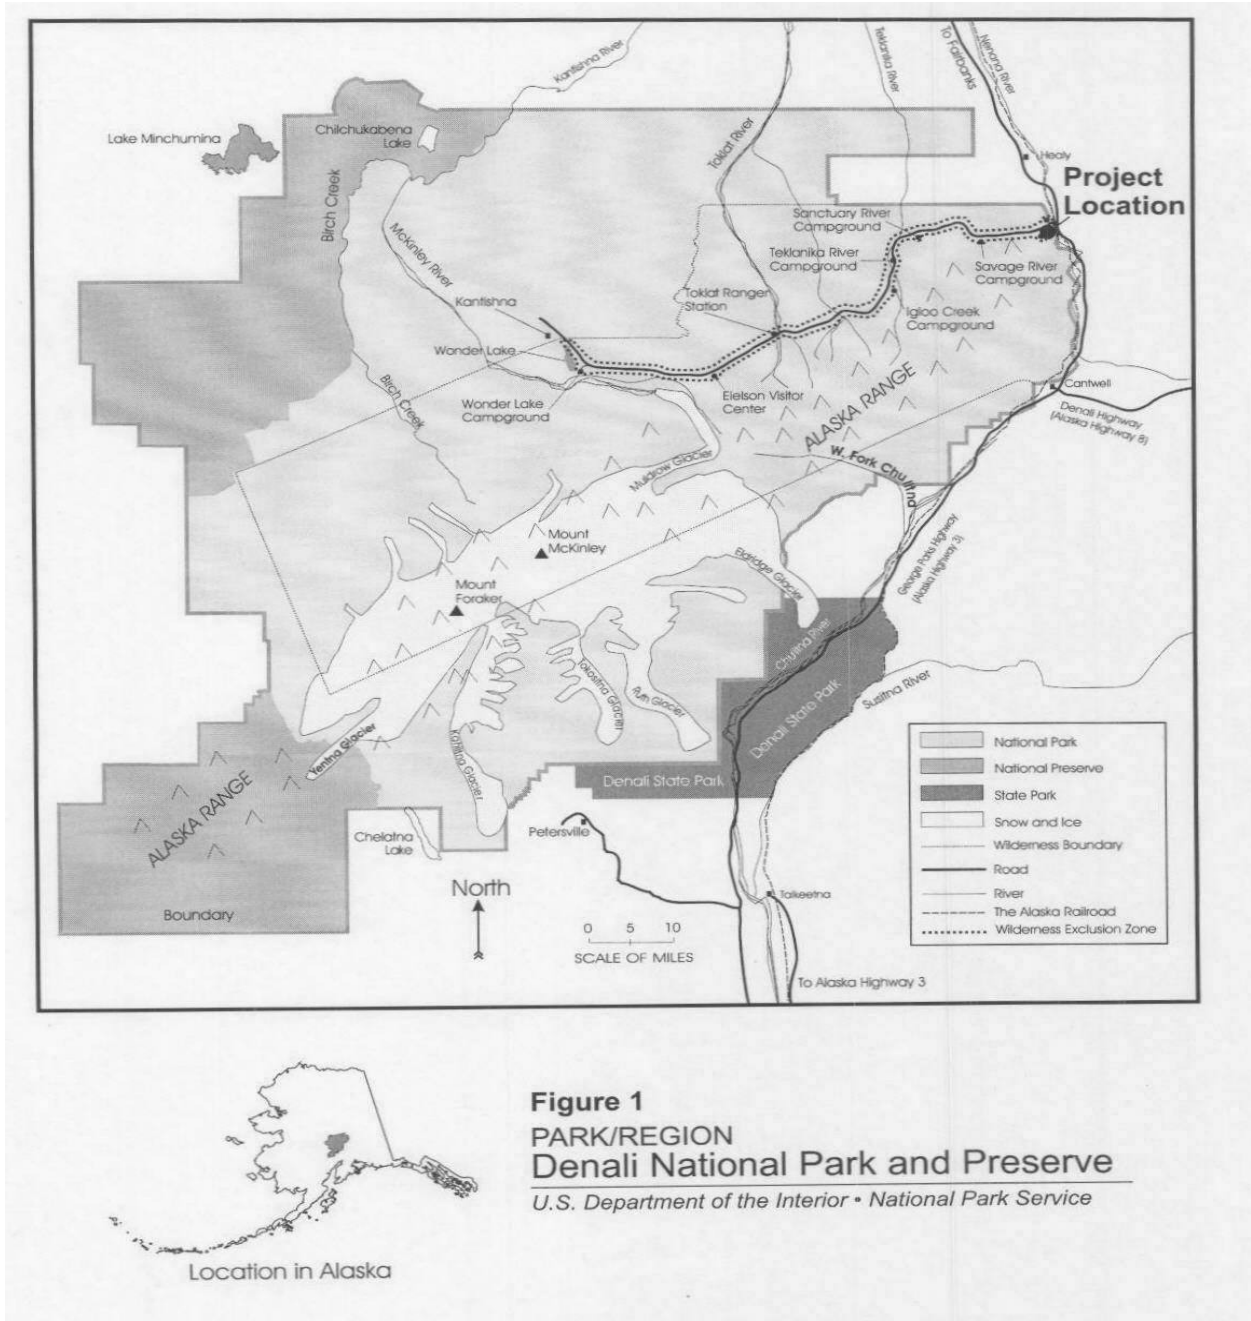 Kantishna River
Teklanika River
To Fairbanks
Nenana River
Lake Minchumina
Chilchukabena
Lake
Toklat River
Healy
Birch Creek
Project
Location
Sanctuary River
Campground
McKinley River
Teklanika River
Campground
Savage River
Campground
Kantishna
Toklat Ranger
Station
Igloo Creek
Campground
Wonder Lake
Birch Creek
Wonder Lake
Campground
Eielson Visitor
Center
ALASKA RANGE
Cantwell
Denali Highway
(Alaska Highway 8)
Muldrow Glacier
W. Fork Chulitna
Mount
McKinley
Eldridge Glacier
George Parks Highway
(Alaska Highway 3)
Mount
Foraker
Chulitna River
Tokositna Glacier
Ruth Glacier
Susitna River
Denali State Park
Yentna Glacier
Kahiltna Glacier
Denali State Park
ALASKA RANGE
Chelatna
Lake
Petersville
National Park
National Preserve
State Park
Snow and Ice
Wilderness Boundary
Road
River
The Alaska Railroad
Wilderness Exclusion Zone
North
Talkeetna
Boundary
0 5 10
SCALE OF MILES
To Alaska Highway 3
Figure 1
PARK/REGION
Denali National Park and Preserve
U.S. Department of the Interior • National Park Service
Location in Alaska